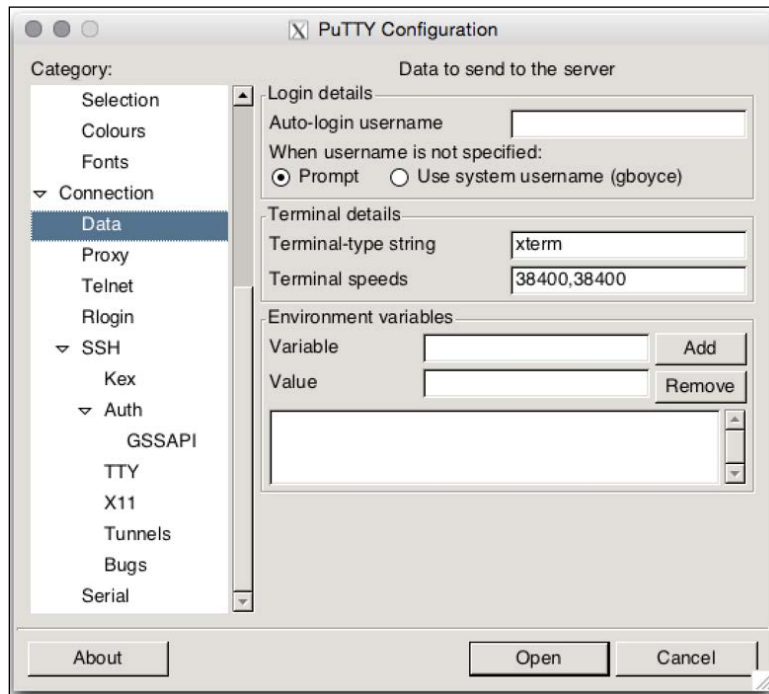 PuTTY Configuration
Category:
Selection
Colours
Fonts
Connection
Data
Proxy
Telnet
Rlogin
SSH
Kex
Auth
GSSAPI
TTY
X11
Tunnels
Bugs
Serial
Data to send to the server
Login details
Auto-login username
When username is not specified:
Prompt Use system username (gboyce)
Terminal details
Terminal-type string xterm
Terminal speeds 38400,38400
Environment variables
Variable Add
Value Remove
About Open Cancel